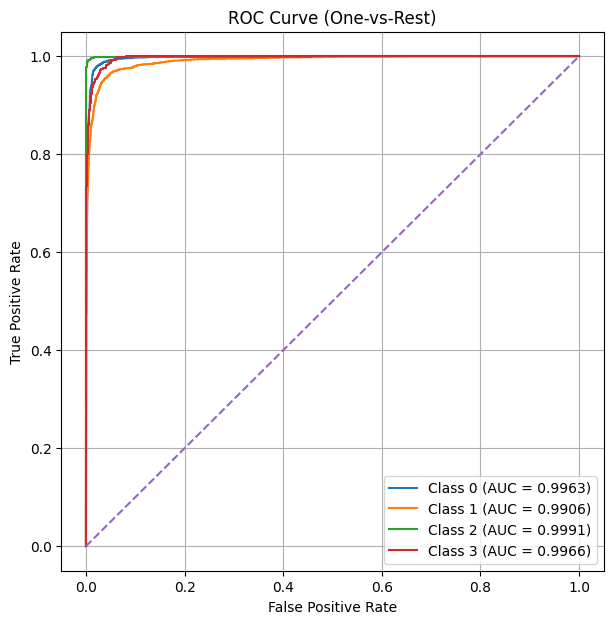 ROC Curve (One-vs-Rest)
True Positive Rate
1.0
0.8
0.6
0.4
0.2
0.0
0.0 0.2 0.4 0.6 0.8 1.0
False Positive Rate
Class 0 (AUC = 0.9963)
Class 1 (AUC = 0.9906)
Class 2 (AUC = 0.9991)
Class 3 (AUC = 0.9966)